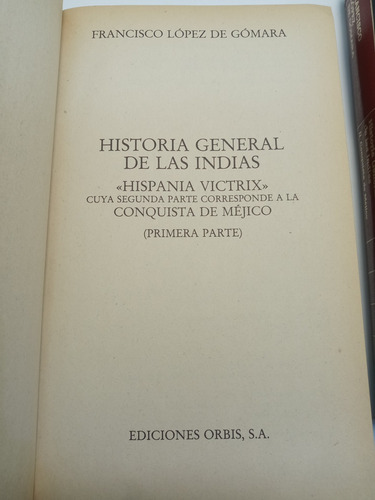 FRANCISCO LÓPEZ DE GÓMARA
HISTORIA GENERAL
DE LAS INDIAS
«HISPANIA VICTRIX»
CUYA SEGUNDA PARTE CORRESPONDE A LA
CONQUISTA DE MÉJICO
(PRIMERA PARTE)
EDICIONES ORBIS, S.A.